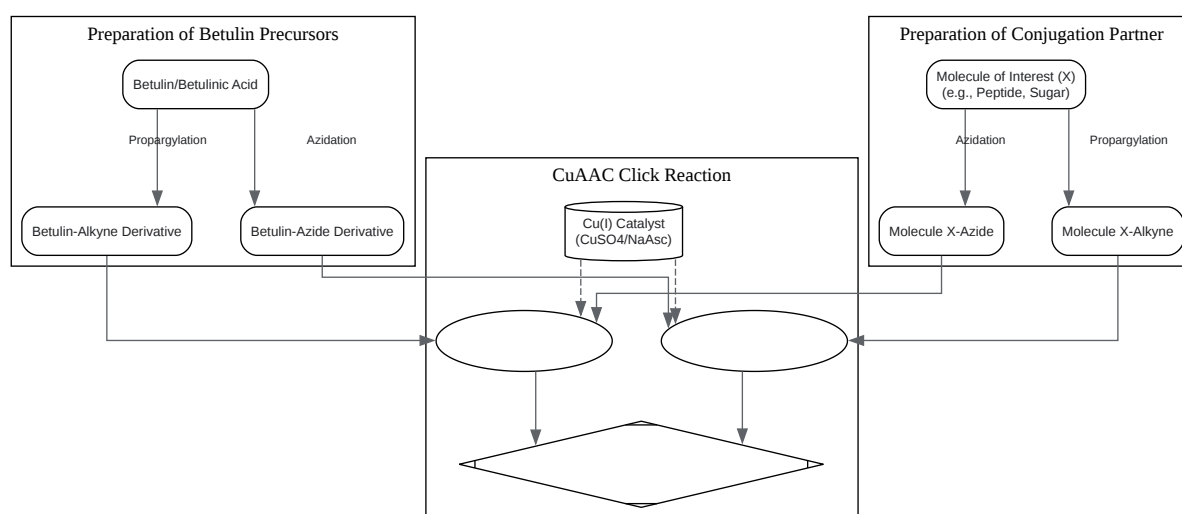 Preparation of Betulin Precursors
Betulin/Betulinic Acid
Propargylation
Azidation
Betulin-Alkyne Derivative
Betulin-Azide Derivative
CuAAC Click Reaction
Cu(I) Catalyst
(CuSO4/NaAsc)
Preparation of Conjugation Partner
Molecule of Interest (X)
(e.g., Peptide, Sugar)
Azidation
Propargylation
Molecule X-Azide
Molecule X-Alkyne